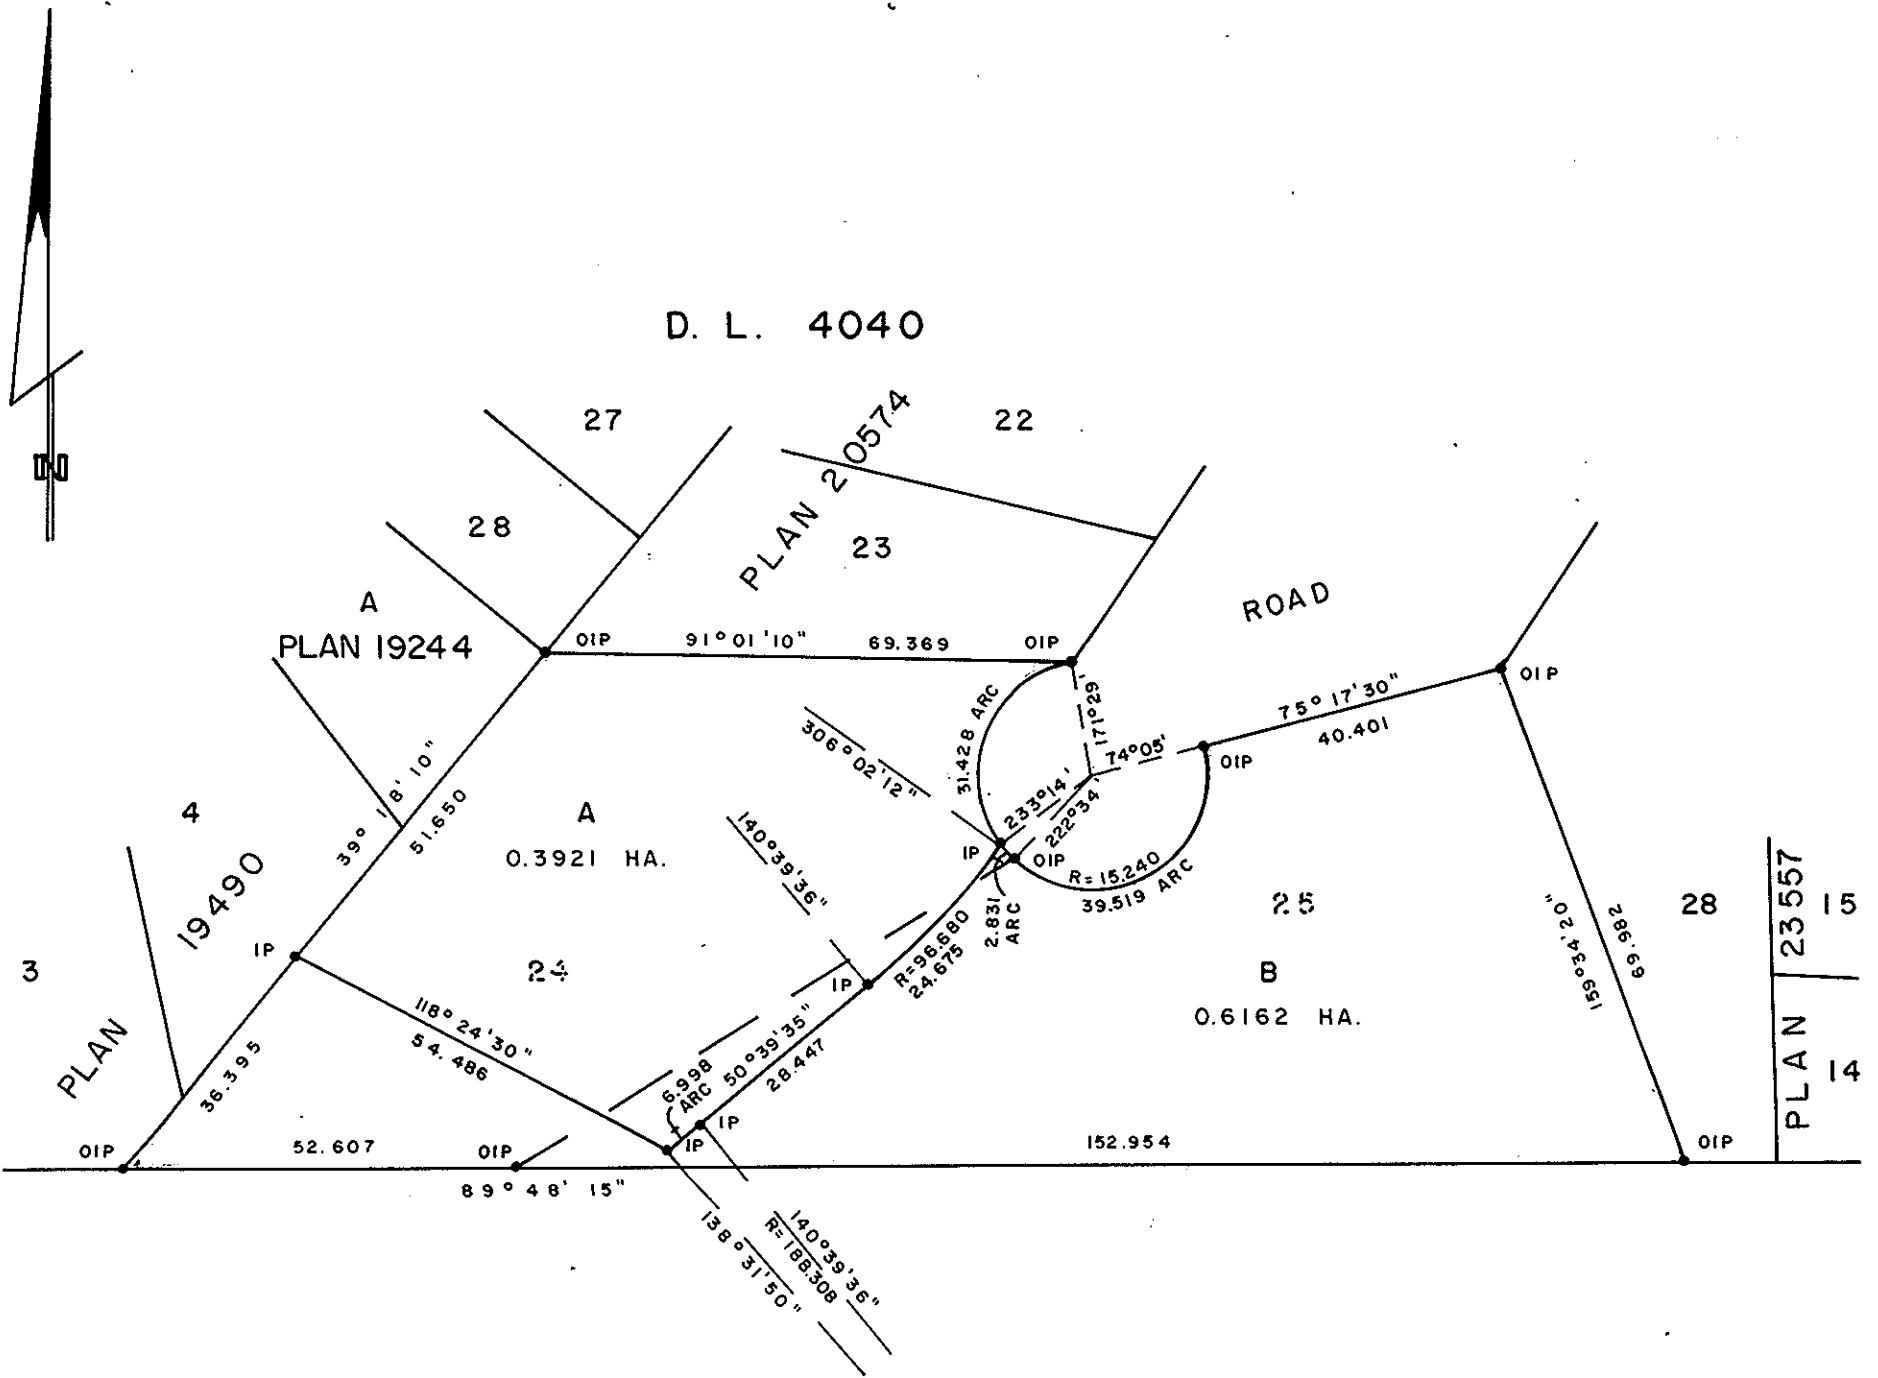 D. L. 4040
27
22
PLAN 20574
28
23
A
PLAN 19244
ROAD
OIP
91° 01' 10"
69.369
OIP
OIP
171° 29'
75° 17' 30"
40.401
74° 05'
OIP
31.428 ARC
306° 02' 12"
233° 14'
222° 34'
4
39° 18' 10"
51.650
A
0.3921 HA.
140° 39' 36"
IP
OIP
R=15.240
39.519 ARC
2.831
ARC
25
28
PLAN 23557
15
14
159° 34' 20"
69.982
PLAN 19490
IP
3
24
R=96.680
24.675
IP
B
0.6162 HA.
118° 24' 30"
54.486
50° 39' 35"
28.447
6.998
ARC
36.395
IP
IP
OIP
52.607
OIP
152.954
OIP
89° 48' 15"
138° 31' 50"
140° 39' 36"
R=188.308
N